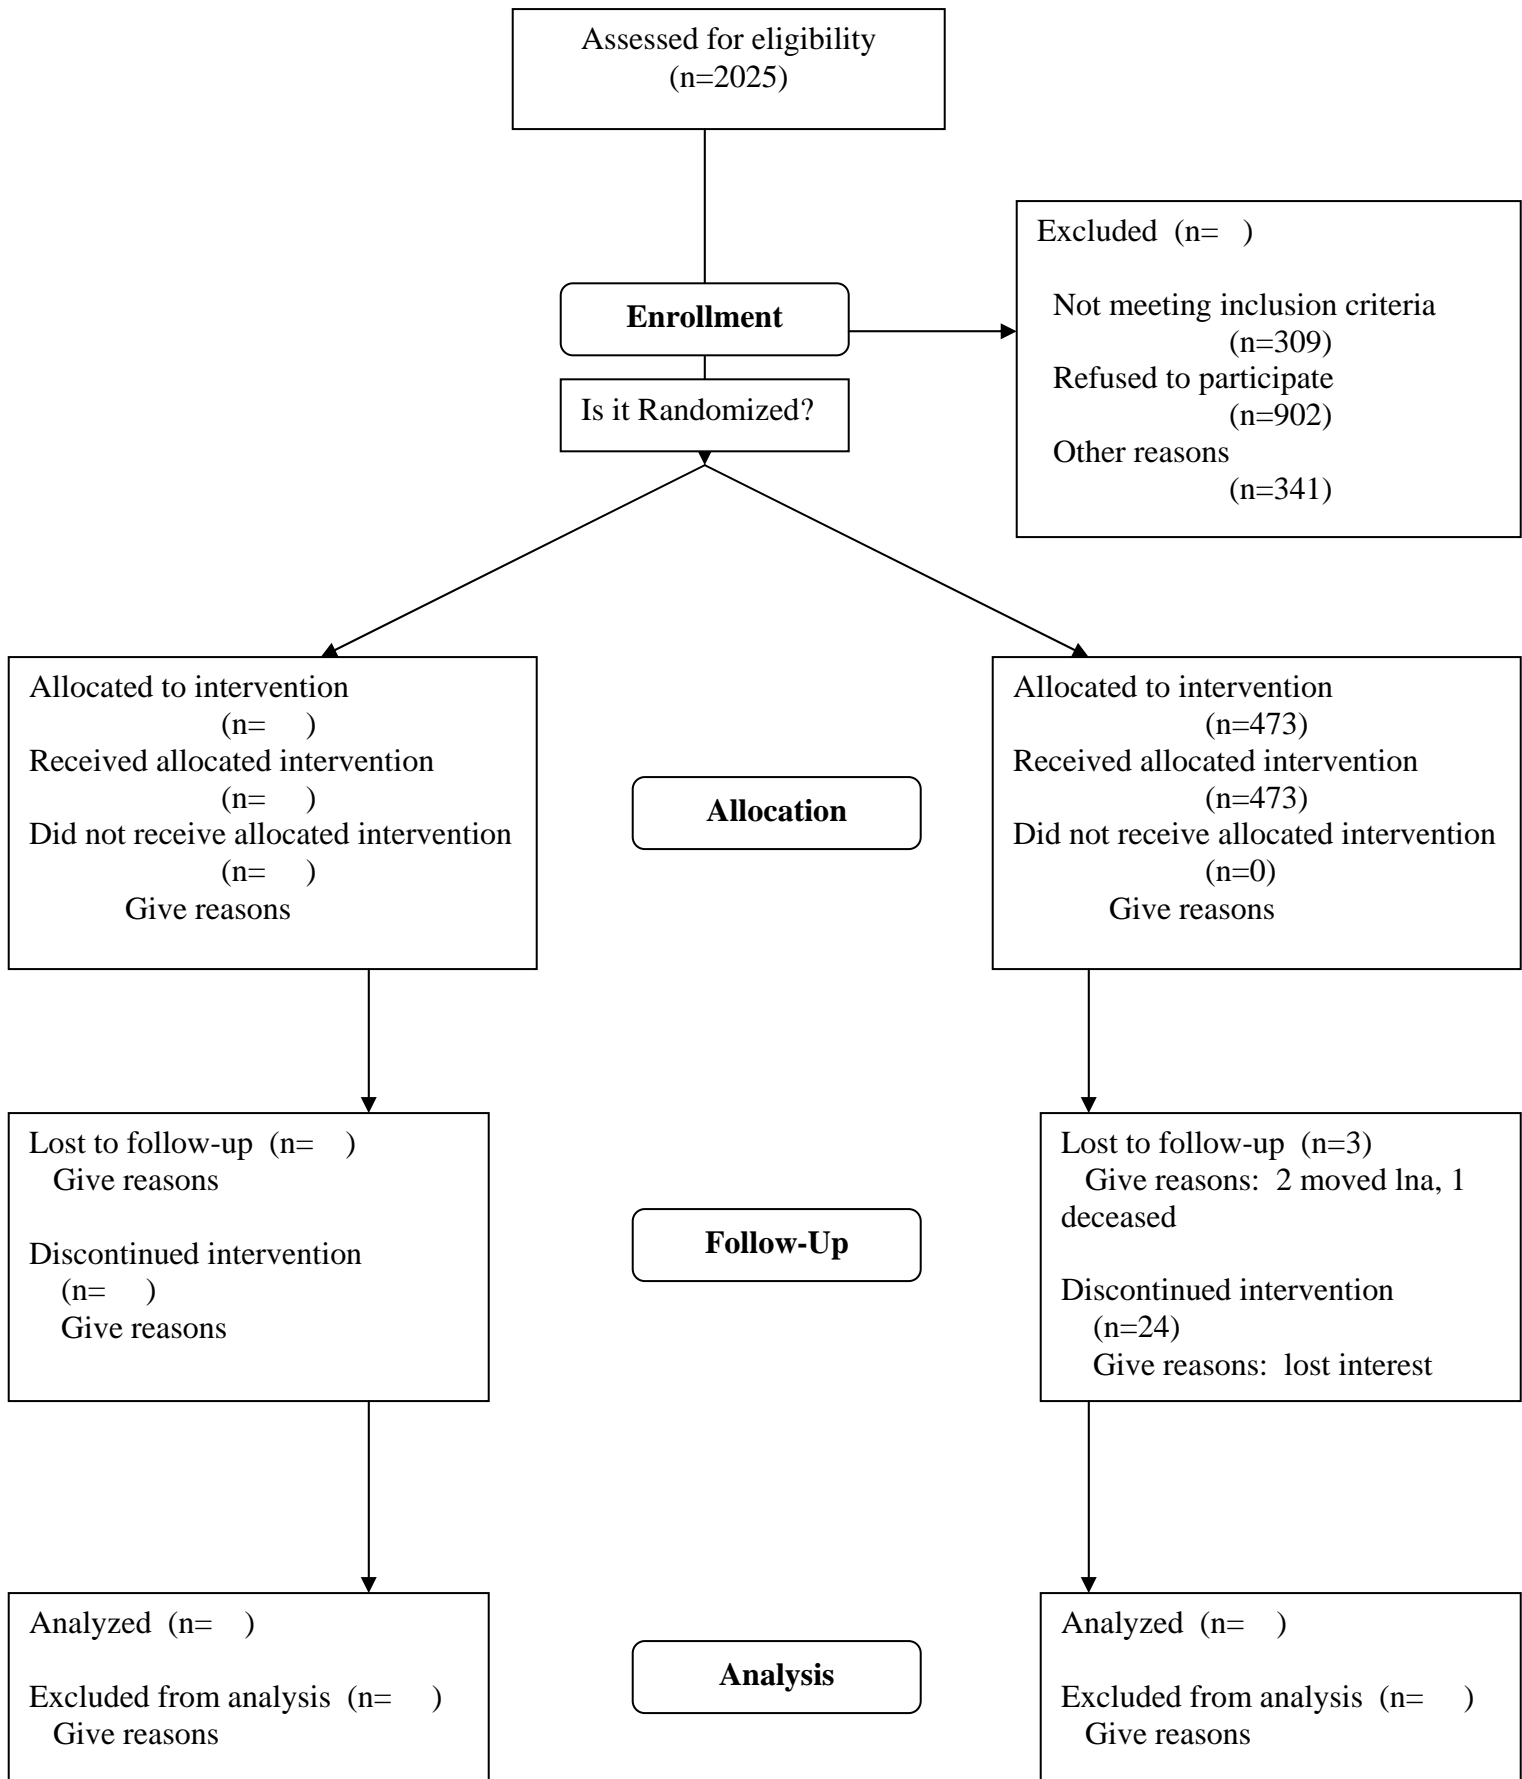 Assessed for eligibility
(n=2025)
Excluded (n= )
Not meeting inclusion criteria
(n=309)
Refused to participate
(n=902)
Other reasons
(n=341)
Enrollment
Is it Randomized?
Allocated to intervention
(n= )
Received allocated intervention
(n= )
Did not receive allocated intervention
(n= )
Give reasons
Allocation
Allocated to intervention
(n=473)
Received allocated intervention
(n=473)
Did not receive allocated intervention
(n=0)
Give reasons
Lost to follow-up (n= )
Give reasons
Discontinued intervention
(n= )
Give reasons
Follow-Up
Lost to follow-up (n=3)
Give reasons: 2 moved lna, 1
deceased
Discontinued intervention
(n=24)
Give reasons: lost interest
Analyzed (n= )
Excluded from analysis (n= )
Give reasons
Analysis
Analyzed (n= )
Excluded from analysis (n= )
Give reasons